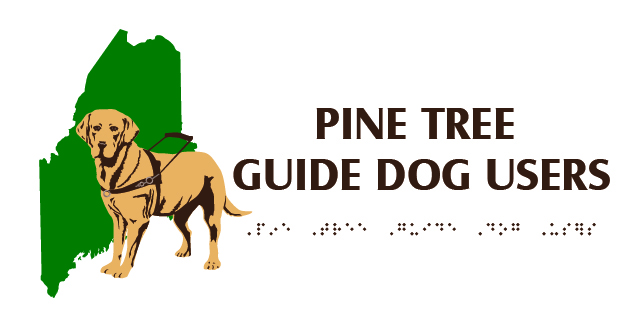 PINE TREE
GUIDE DOG USERS
⠠⠏⠔⠑ ⠠⠞⠗⠑⠑ ⠠⠛⠥⠊⠙⠑ ⠠⠙⠕⠛ ⠠⠥⠎⠻⠎